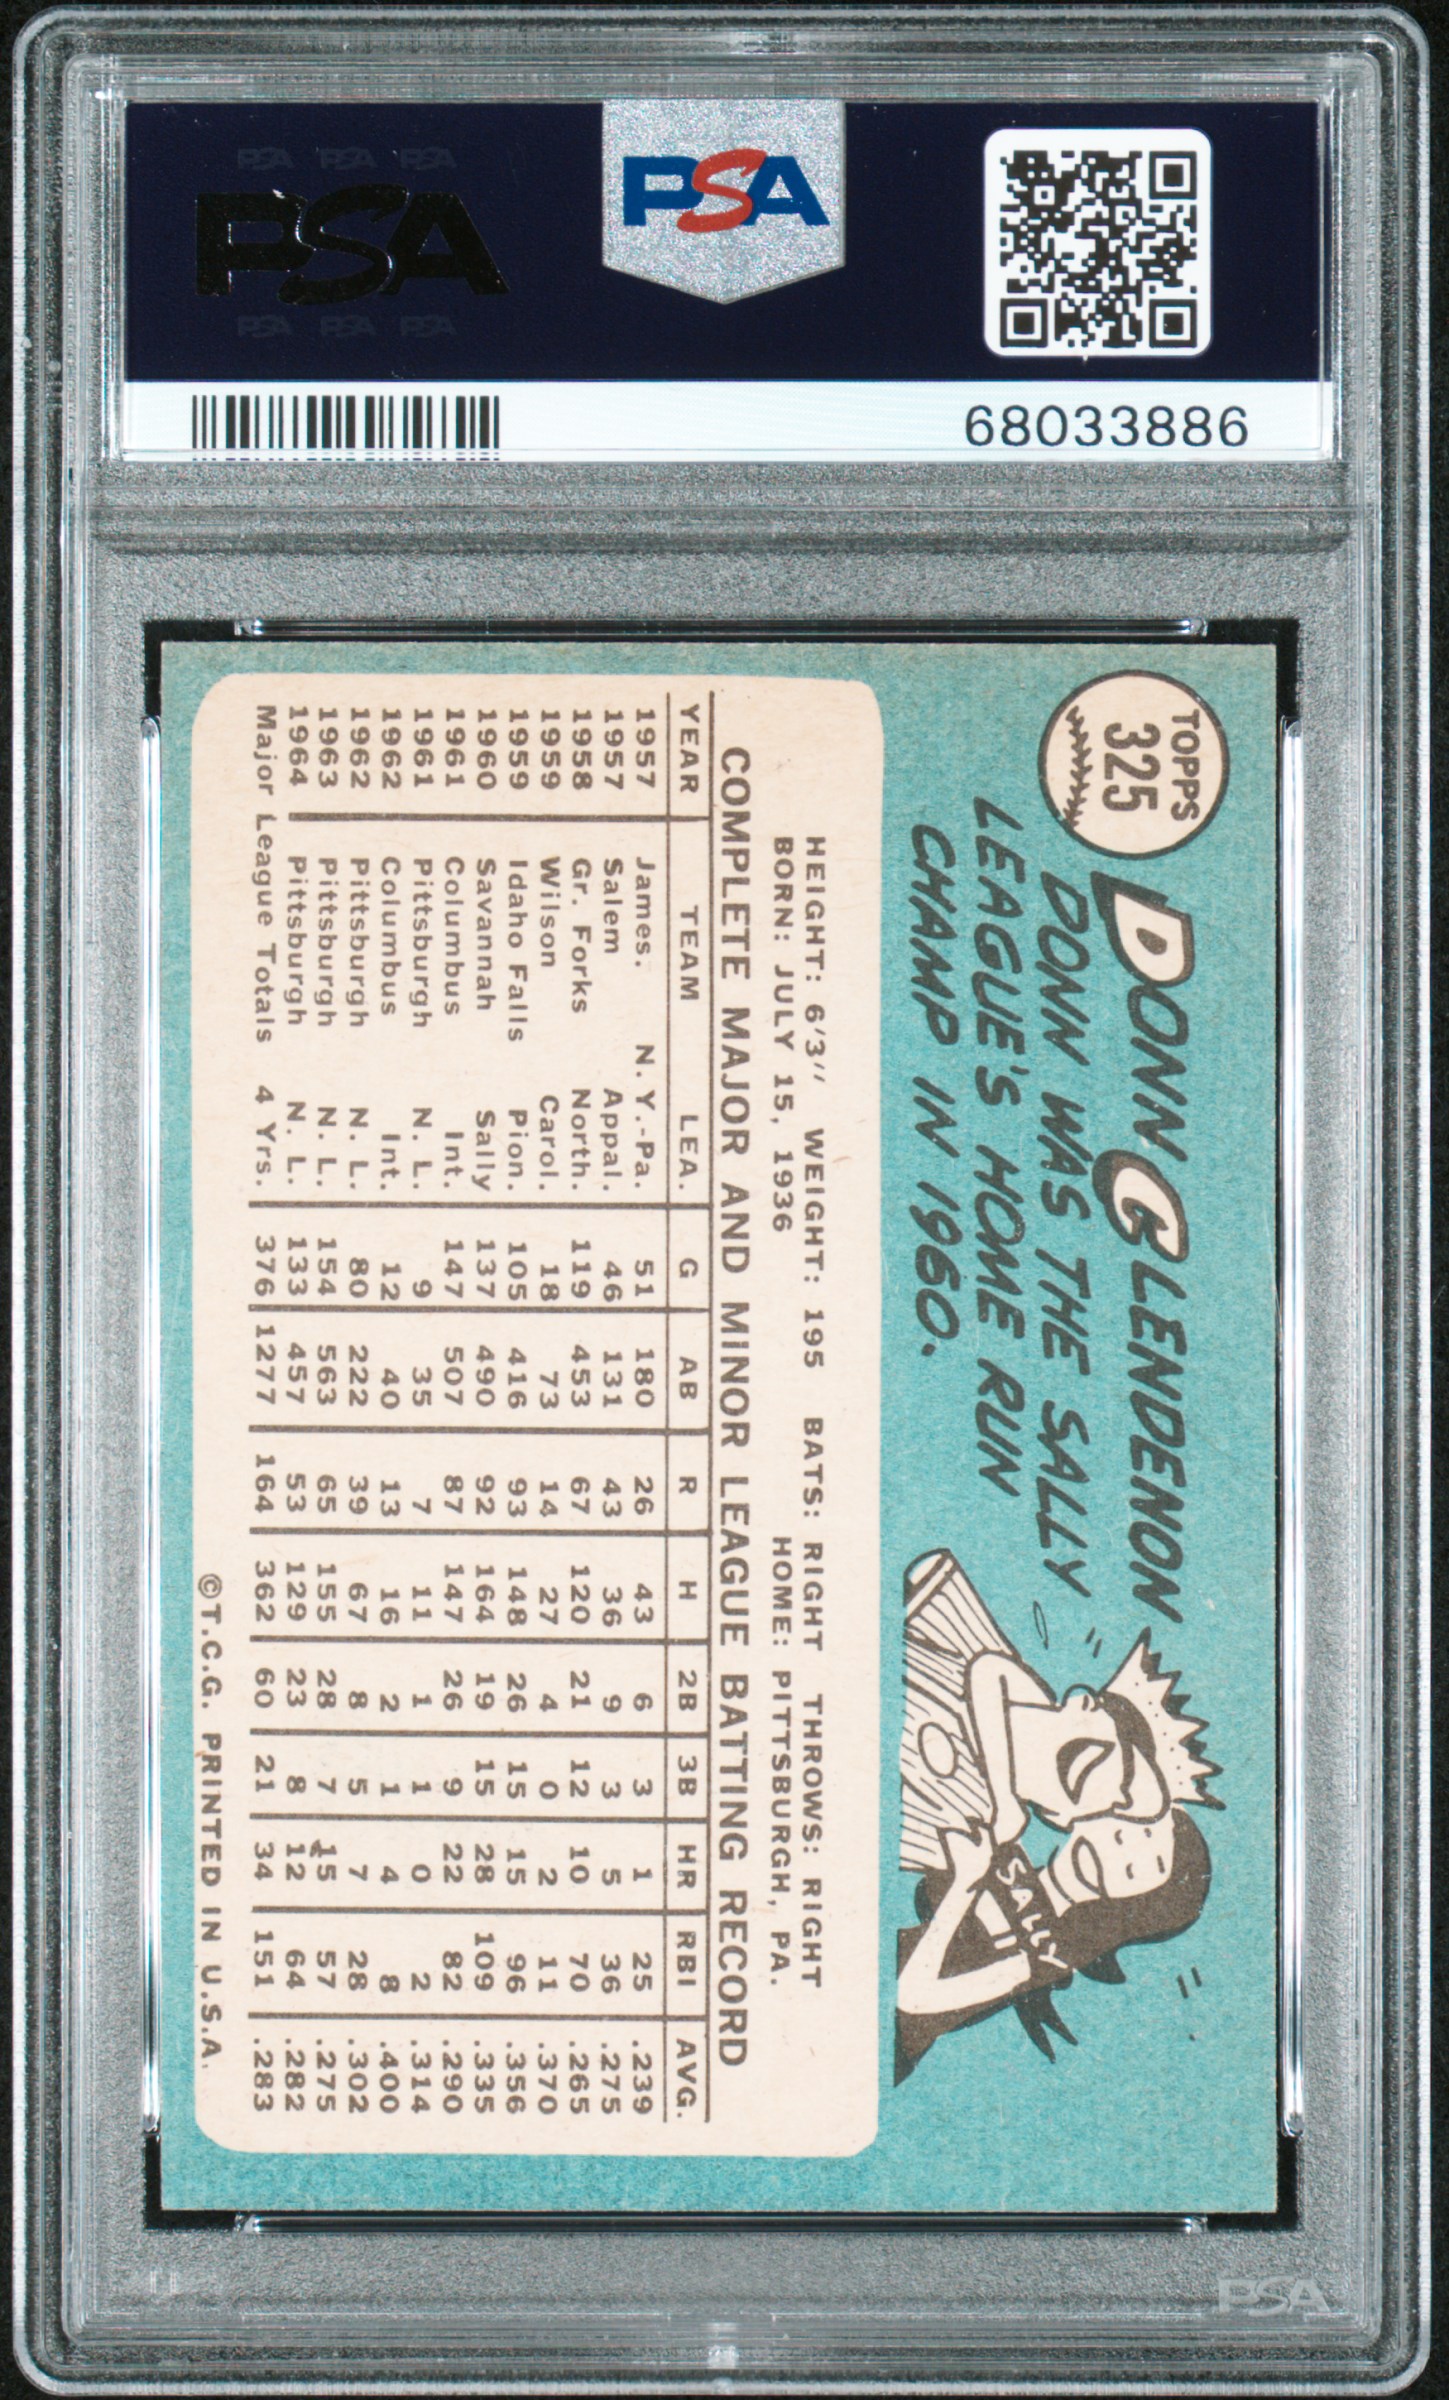 PSA PSA PSA
PSA
PSA PSA PSA
PSA
68033886
TOPPS
325
DONN CLENDENON
DONN WAS THE SALLY
LEAGUE'S HOME RUN
CHAMP IN 1960.
SALLY
HEIGHT: 6'3" WEIGHT: 195 BATS: RIGHT THROWS: RIGHT
BORN: JULY 15, 1936 HOME: PITTSBURGH, PA.
COMPLETE MAJOR AND MINOR LEAGUE BATTING RECORD
YEAR TEAM LEA. G AB R H 2B 3B HR RBI AVG.
1957 James. N.Y.-Pa. 51 180 26 43 6 3 1 25 .239
1957 Salem Appal. 46 131 43 36 9 3 5 36 .275
1958 Gr. Forks North. 119 453 67 120 21 12 10 70 .265
1959 Wilson Carol. 18 73 14 27 4 0 2 11 .370
1959 Idaho Falls Pion. 105 416 93 148 26 15 15 96 .356
1960 Savannah Sally 137 490 92 164 19 15 28 109 .335
1961 Columbus Int. 147 507 87 147 26 9 22 82 .290
1961 Pittsburgh N. L. 9 35 7 11 1 1 0 2 .314
1962 Columbus Int. 12 40 13 16 2 1 4 8 .400
1962 Pittsburgh N. L. 80 222 39 67 8 5 7 28 .302
1963 Pittsburgh N. L. 154 563 65 155 28 7 15 57 .275
1964 Pittsburgh N. L. 133 457 53 129 23 8 12 64 .282
Major League Totals 4 Yrs. 376 1277 164 362 60 21 34 151 .283
©T.C.G. PRINTED IN U.S.A.
PSA